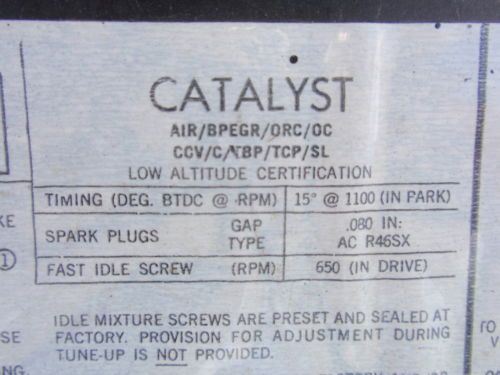 CATALYST
AIR/BPEGR/ORC/OC
CCV/C/TBP/TCP/SL
LOW ALTITUDE CERTIFICATION
TIMING (DEG. BTDC @ RPM) 15° @ 1100 (IN PARK)
SPARK PLUGS GAP .080 IN:
TYPE AC R46SX
FAST IDLE SCREW (RPM) 650 (IN DRIVE)
IDLE MIXTURE SCREWS ARE PRESET AND SEALED AT
FACTORY. PROVISION FOR ADJUSTMENT DURING
TUNE-UP IS NOT PROVIDED.